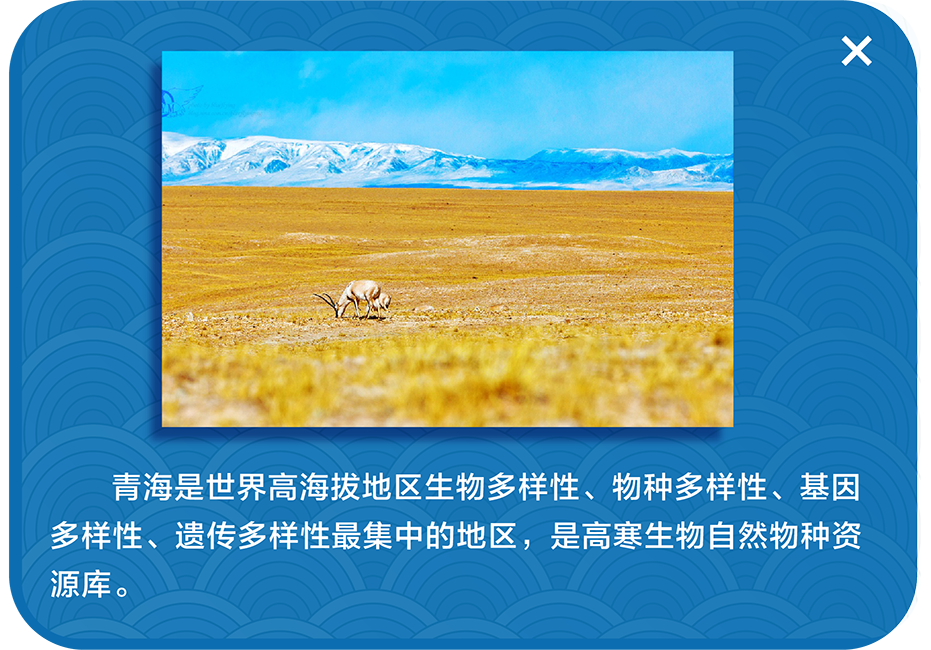 青海是世界高海拔地区生物多样性、物种多样性、基因
多样性、遗传多样性最集中的地区，是高寒生物自然物种资
源库。